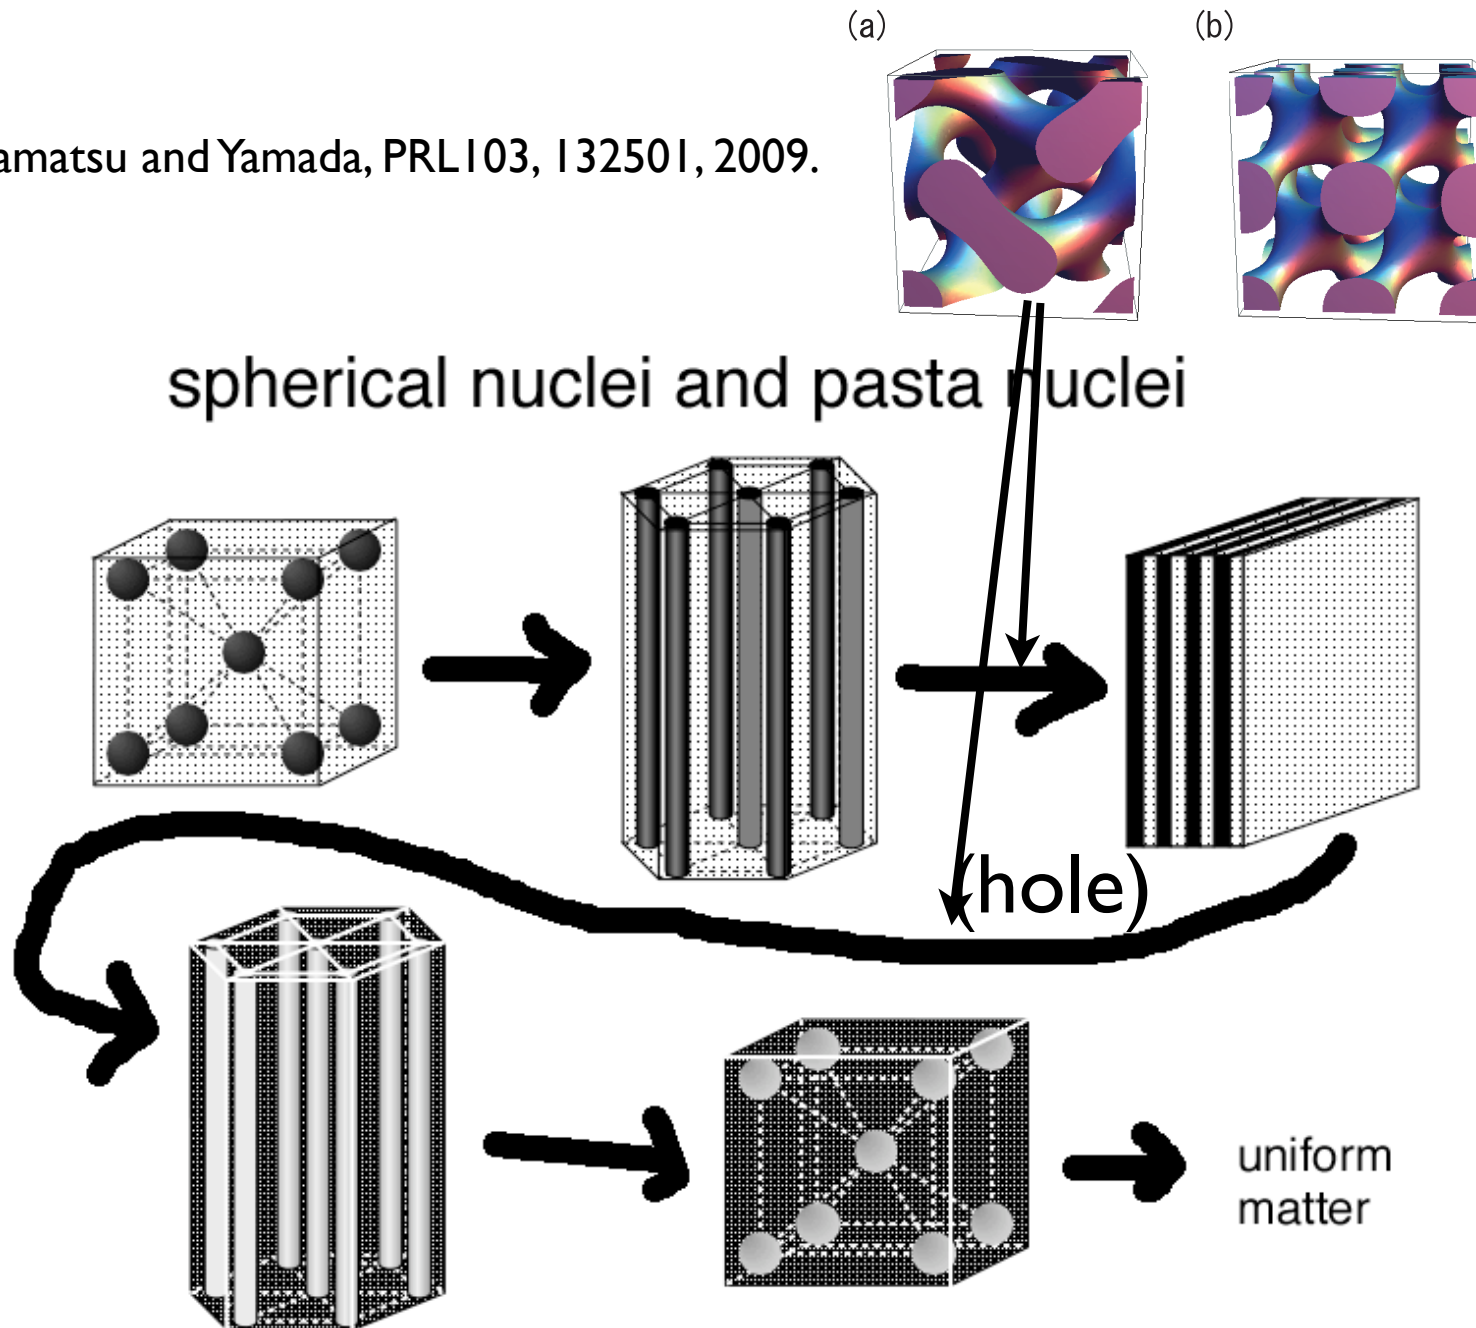 (a)
(b)
amatsu and Yamada, PRL103, 132501, 2009.
spherical nuclei and pasta nuclei
(hole)
uniform
matter